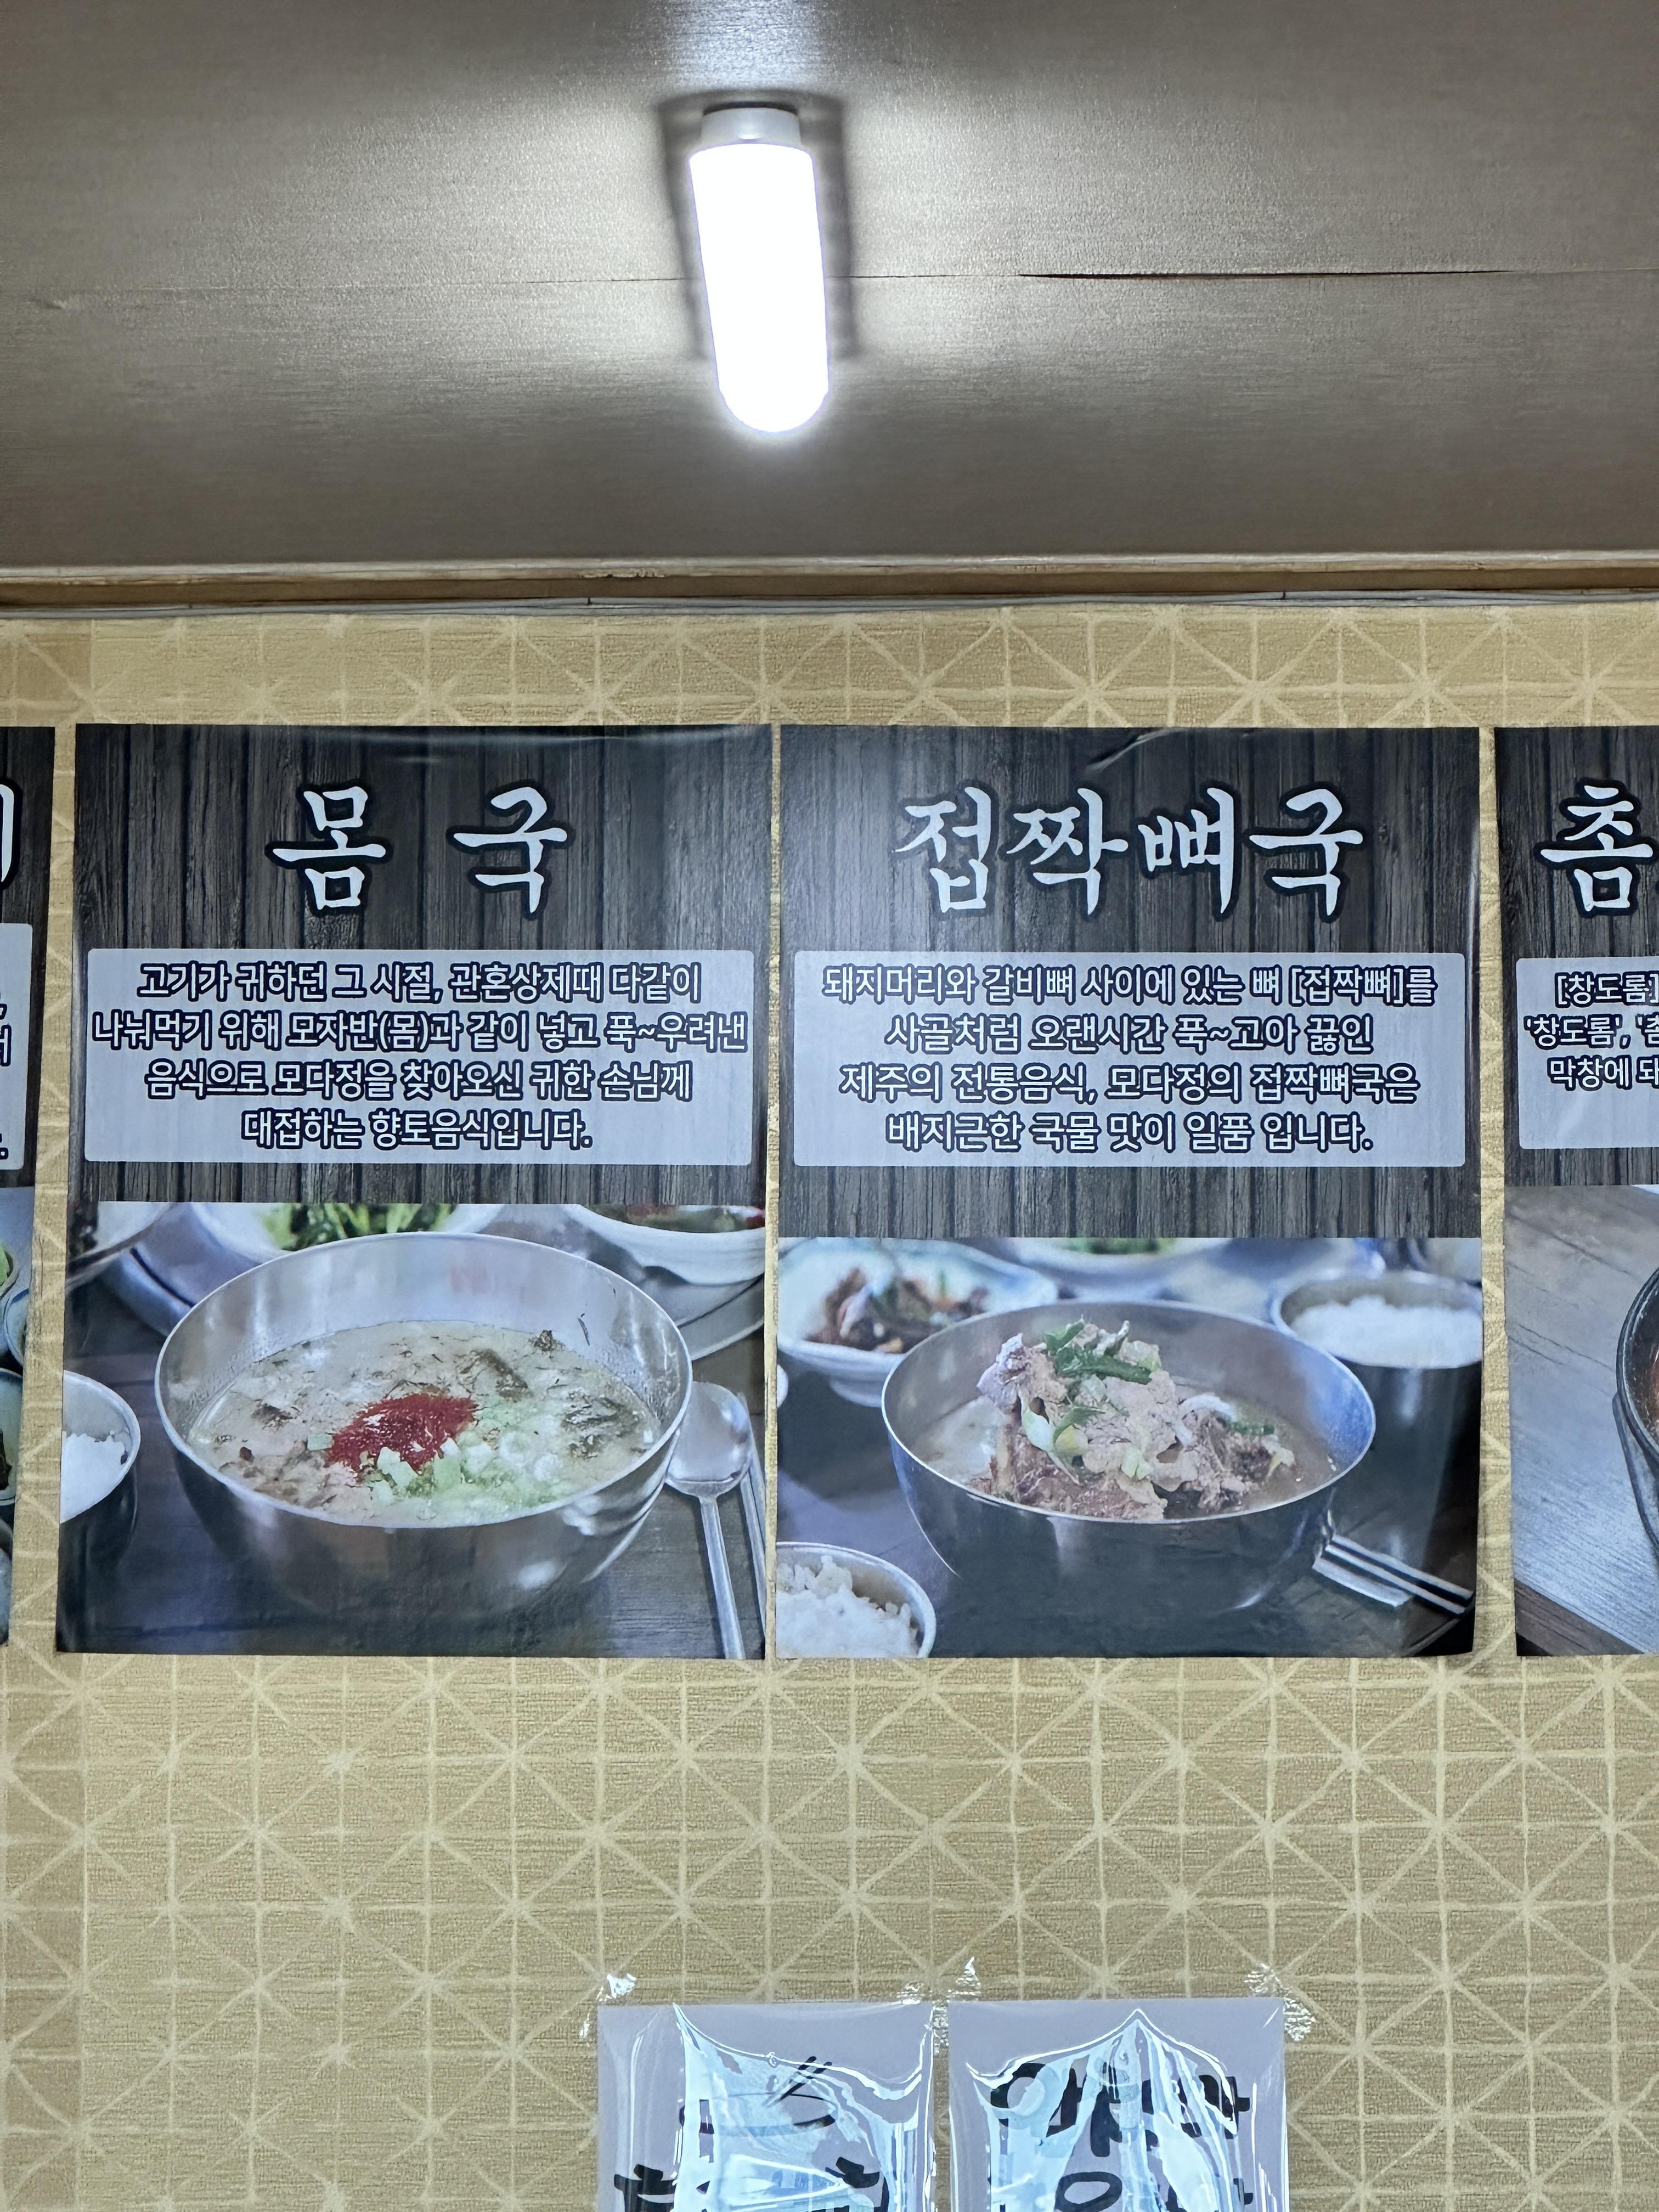 몸 국
고기가 귀하던 그 시절, 관혼상제때 다같이
나눠먹기 위해 모자반(몸)과 같이 넣고 푹~우려낸
음식으로 모다정을 찾아오신 귀한 손님께
대접하는 향토음식입니다.
접짝뼈국
돼지머리와 갈비뼈 사이에 있는 뼈 [접짝뼈]를
사골처럼 오랜시간 푹~고아 끓인
제주의 전통음식, 모다정의 접짝뼈국은
배지근한 국물 맛이 일품 입니다.
촘
[창도롬]
'창도롬', '촘
막창에 돼